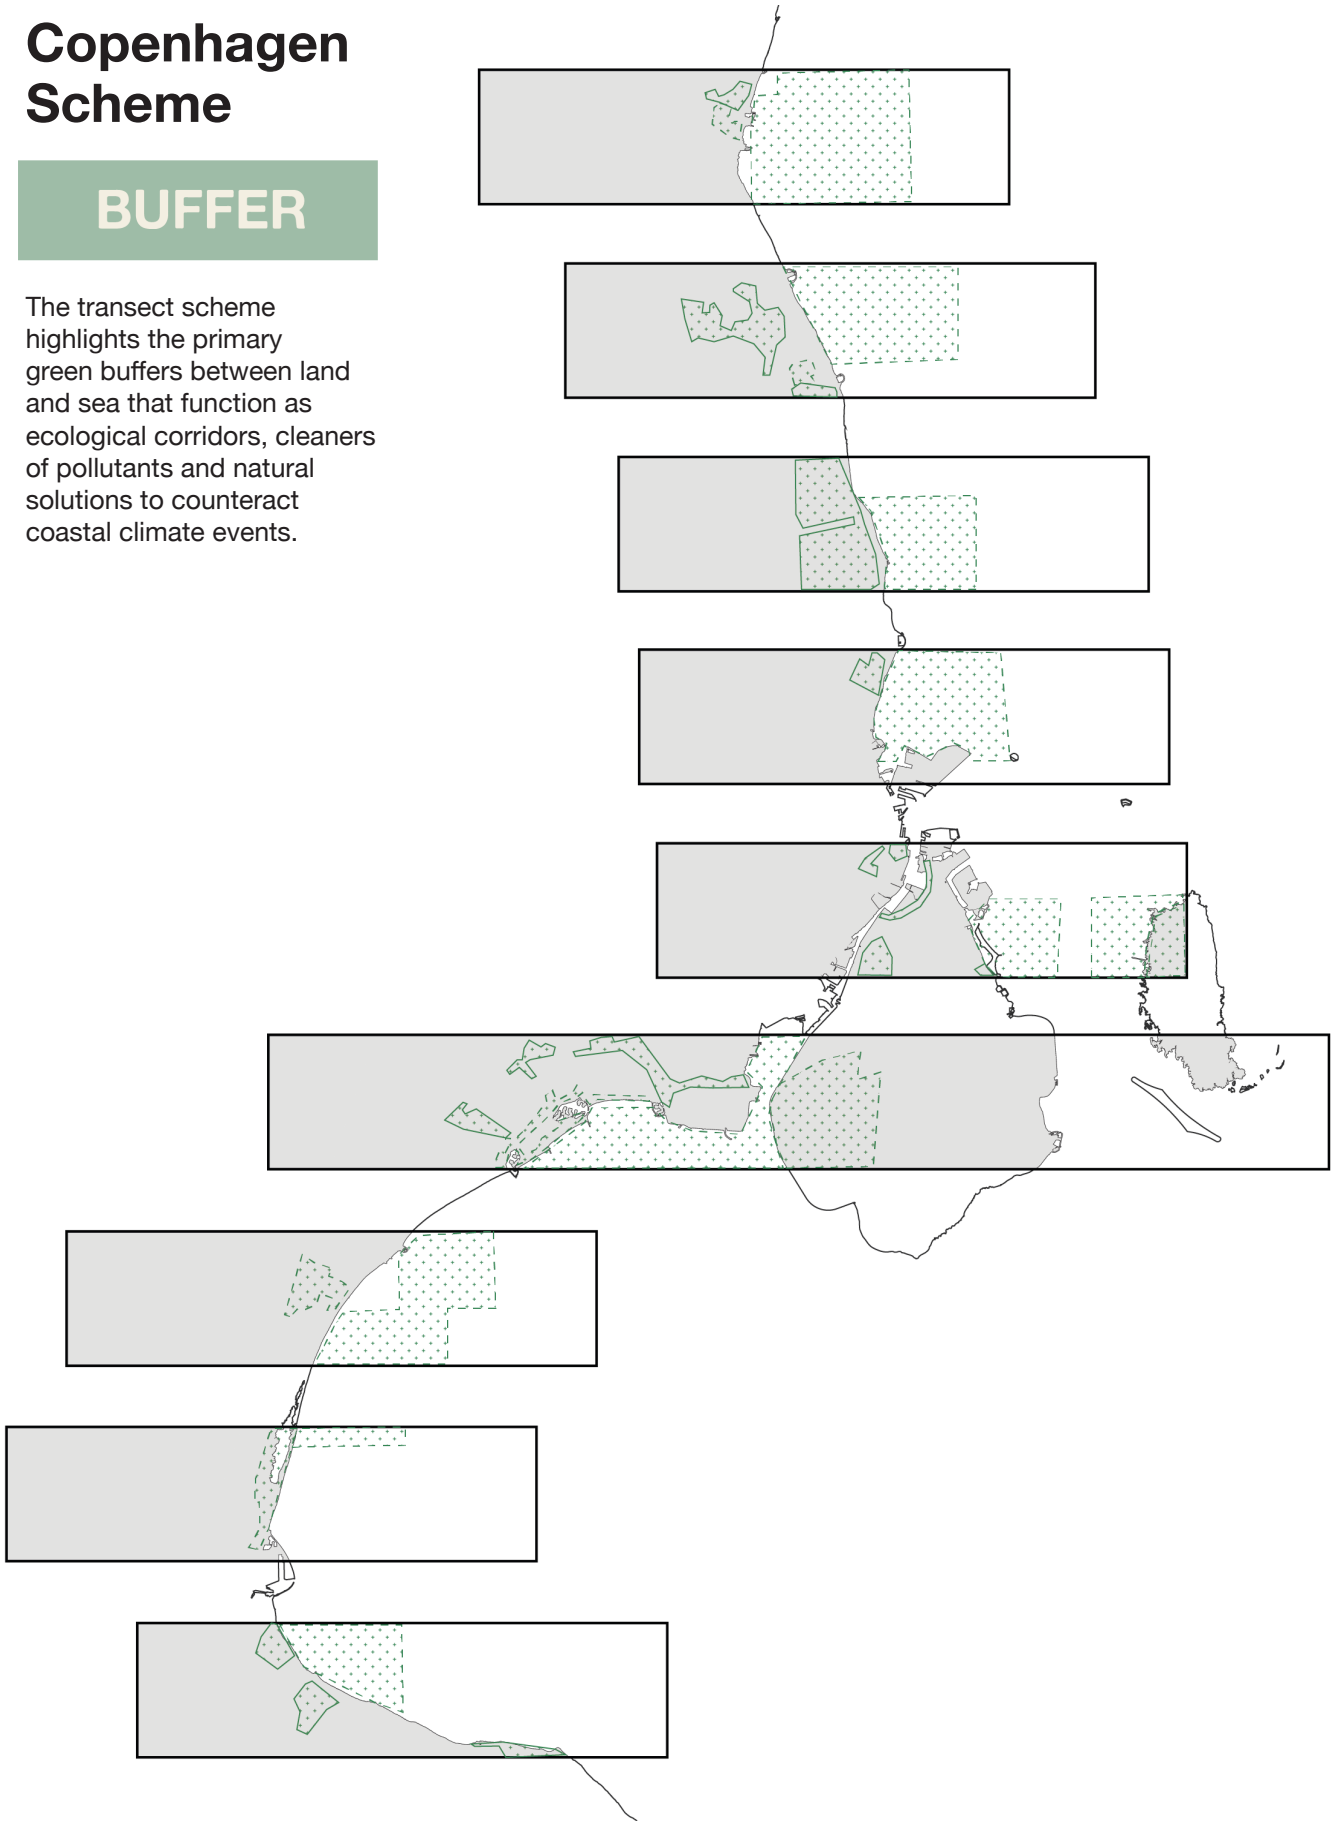 Copenhagen
Scheme
BUFFER
The transect scheme
highlights the primary
green buffers between land
and sea that function as
ecological corridors, cleaners
of pollutants and natural
solutions to counteract
coastal climate events.